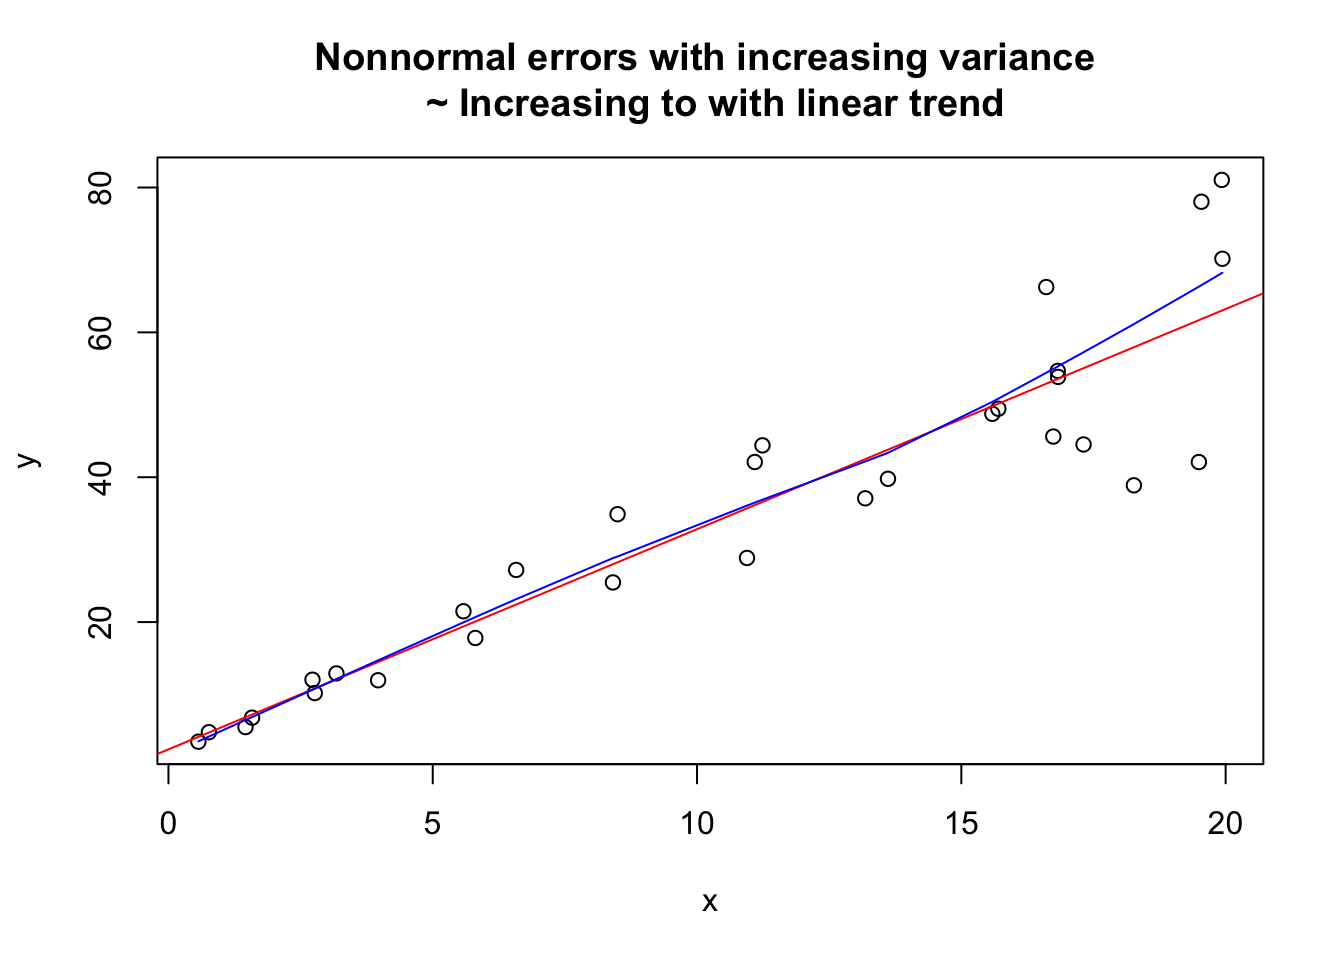 Nonnormal errors with increasing variance
~ Increasing to with linear trend
80
60
40
20
y
0 5 10 15 20
x